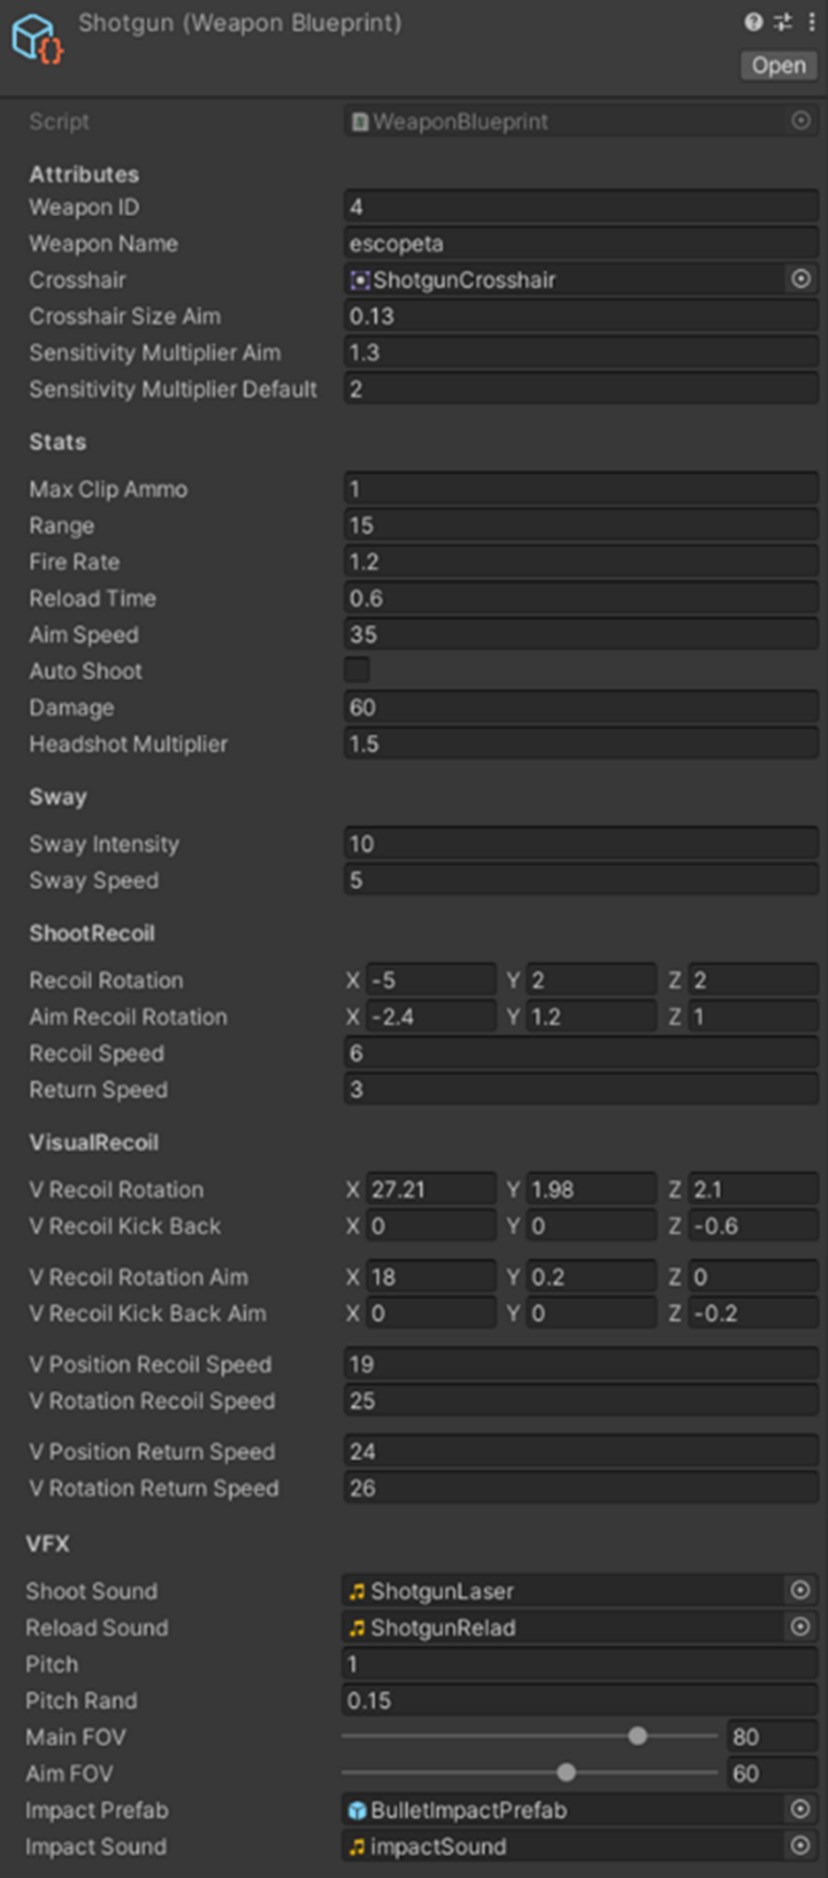 Shotgun (Weapon Blueprint)
Open
Script WeaponBlueprint
Attributes
Weapon ID 4
Weapon Name escopeta
Crosshair ShotgunCrosshair
Crosshair Size Aim 0.13
Sensitivity Multiplier Aim 1.3
Sensitivity Multiplier Default 2
Stats
Max Clip Ammo 1
Range 15
Fire Rate 1.2
Reload Time 0.6
Aim Speed 35
Auto Shoot
Damage 60
Headshot Multiplier 1.5
Sway
Sway Intensity 10
Sway Speed 5
ShootRecoil
Recoil Rotation X -5 Y 2 Z 2
Aim Recoil Rotation X -2.4 Y 1.2 Z 1
Recoil Speed 6
Return Speed 3
VisualRecoil
V Recoil Rotation X 27.21 Y 1.98 Z 2.1
V Recoil Kick Back X 0 Y 0 Z -0.6
V Recoil Rotation Aim X 18 Y 0.2 Z 0
V Recoil Kick Back Aim X 0 Y 0 Z -0.2
V Position Recoil Speed 19
V Rotation Recoil Speed 25
V Position Return Speed 24
V Rotation Return Speed 26
VFX
Shoot Sound ShotgunLaser
Reload Sound ShotgunRelad
Pitch 1
Pitch Rand 0.15
Main FOV 80
Aim FOV 60
Impact Prefab BulletImpactPrefab
Impact Sound impactSound